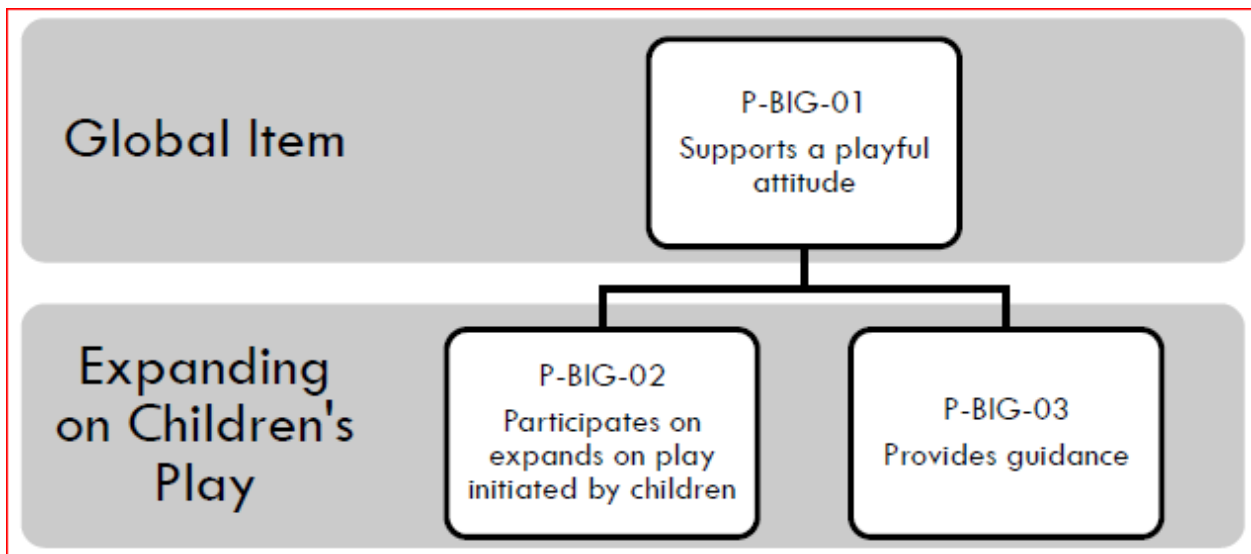 Global Item
P-BIG-01
Supports a playful
attitude
Expanding
on Children's
Play
P-BIG-02
Participates on
expands on play
initiated by children
P-BIG-03
Provides guidance